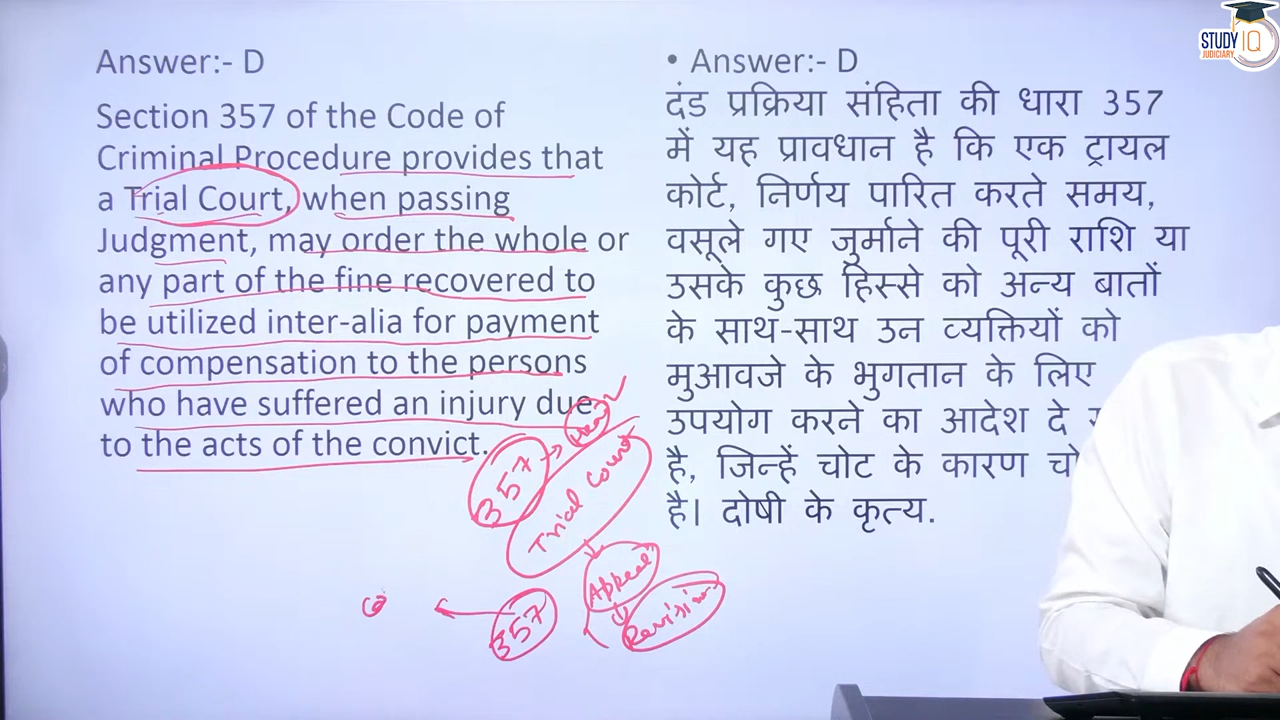 Answer:- D
Section 357 of the Code of
Criminal Procedure provides that
a Trial Court, when passing
Judgment, may order the whole or
any part of the fine recovered to
be utilized inter-alia for payment
of compensation to the persons
who have suffered an injury due
to the acts of the convict.
• Answer:- D
दंड प्रक्रिया संहिता की धारा 357
में यह प्रावधान है कि एक ट्रायल
कोर्ट, निर्णय पारित करते समय,
वसूले गए जुर्माने की पूरी राशि या
उसके कुछ हिस्से को अन्य बातों
के साथ-साथ उन व्यक्तियों को
मुआवजे के भुगतान के लिए
उपयोग करने का आदेश दे
है, जिन्हें चोट के कारण
है। दोषी के कृत्य.
357
Trial Court
Appeal
Revision
357
STUDY IQ
JUDICIARY